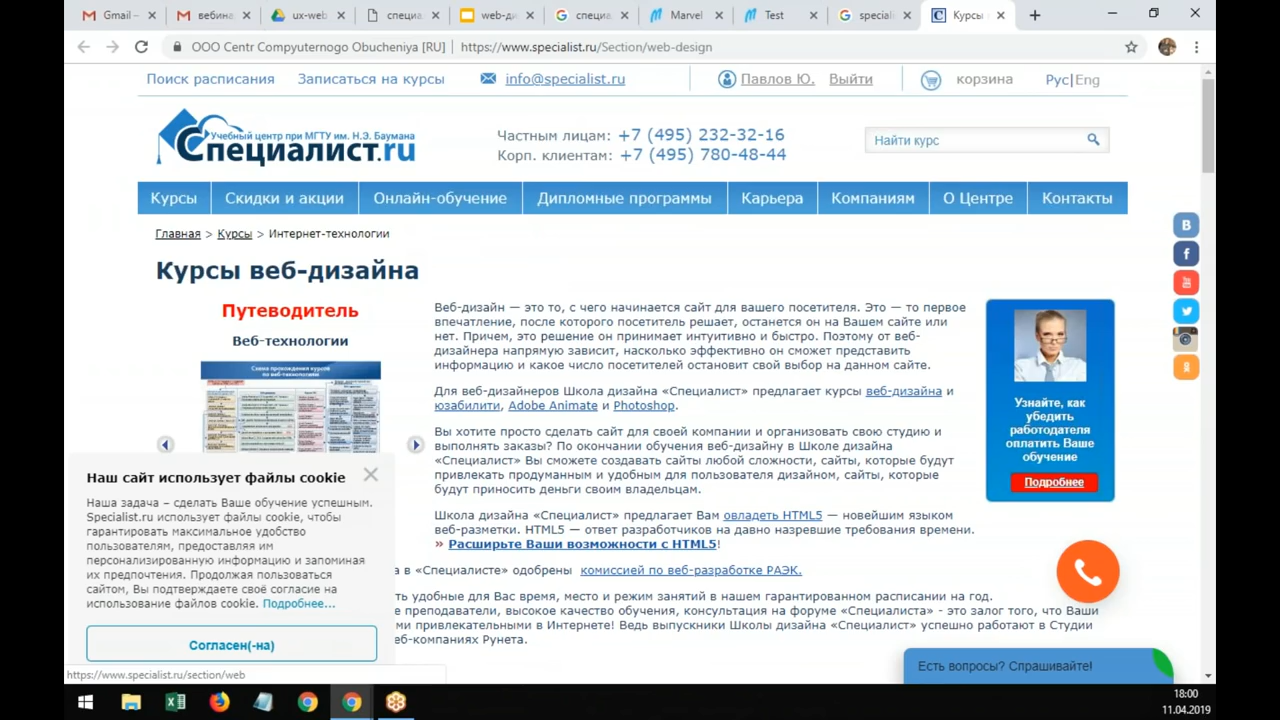 Gmail -
вебина
ux-web
специа
web-ди
специа
Marvel
Test
speciali
Курсы
OOO Centr Compyuternogo Obucheniya [RU] | https://www.specialist.ru/Section/web-design
Поиск расписания
Записаться на курсы
info@specialist.ru
Павлов Ю.
Выйти
корзина
Рус|Eng
Учебный центр при МГТУ им. Н.Э. Баумана
Специалист.ru
Частным лицам: +7 (495) 232-32-16
Корп. клиентам: +7 (495) 780-48-44
Найти курс
Курсы
Скидки и акции
Онлайн-обучение
Дипломные программы
Карьера
Компаниям
О Центре
Контакты
Главная > Курсы > Интернет-технологии
Курсы веб-дизайна
Путеводитель
Веб-технологии
Схема прохождения курсов
по веб-технологиям
Веб-дизайн — это то, с чего начинается сайт для вашего посетителя. Это — то первое
впечатление, после которого посетитель решает, останется он на Вашем сайте или
нет. Причем, это решение он принимает интуитивно и быстро. Поэтому от веб-
дизайнера напрямую зависит, насколько эффективно он сможет представить
информацию и какое число посетителей остановит свой выбор на данном сайте.
Для веб-дизайнеров Школа дизайна «Специалист» предлагает курсы веб-дизайна и
юзабилити, Adobe Animate и Photoshop.
Вы хотите просто сделать сайт для своей компании и организовать свою студию и
выполнять заказы? По окончании обучения веб-дизайну в Школе дизайна
«Специалист» Вы сможете создавать сайты любой сложности, сайты, которые будут
привлекать продуманным и удобным для пользователя дизайном, сайты, которые
будут приносить деньги своим владельцам.
Школа дизайна «Специалист» предлагает Вам овладеть HTML5 — новейшим языком
веб-разметки. HTML5 — ответ разработчиков на давно назревшие требования времени.
» Расширьте Ваши возможности с HTML5!
а в «Специалисте» одобрены комиссией по веб-разработке РАЭК.
ть удобные для Вас время, место и режим занятий в нашем гарантированном расписании на год.
е преподаватели, высокое качество обучения, консультация на форуме «Специалиста» - это залог того, что Ваши
ми привлекательными в Интернете! Ведь выпускники Школы дизайна «Специалист» успешно работают в Студии
еб-компаниях Рунета.
Узнайте, как
убедить
работодателя
оплатить Ваше
обучение
Подробнее
B
f
You
Наш сайт использует файлы cookie
Наша задача – сделать Ваше обучение успешным.
Specialist.ru использует файлы cookie, чтобы
гарантировать максимальное удобство
пользователям, предоставляя им
персонализированную информацию и запоминая
их предпочтения. Продолжая пользоваться
сайтом, Вы подтверждаете своё согласие на
использование файлов cookie. Подробнее...
Согласен(-на)
Есть вопросы? Спрашивайте!
https://www.specialist.ru/section/web
18:00
11.04.2019